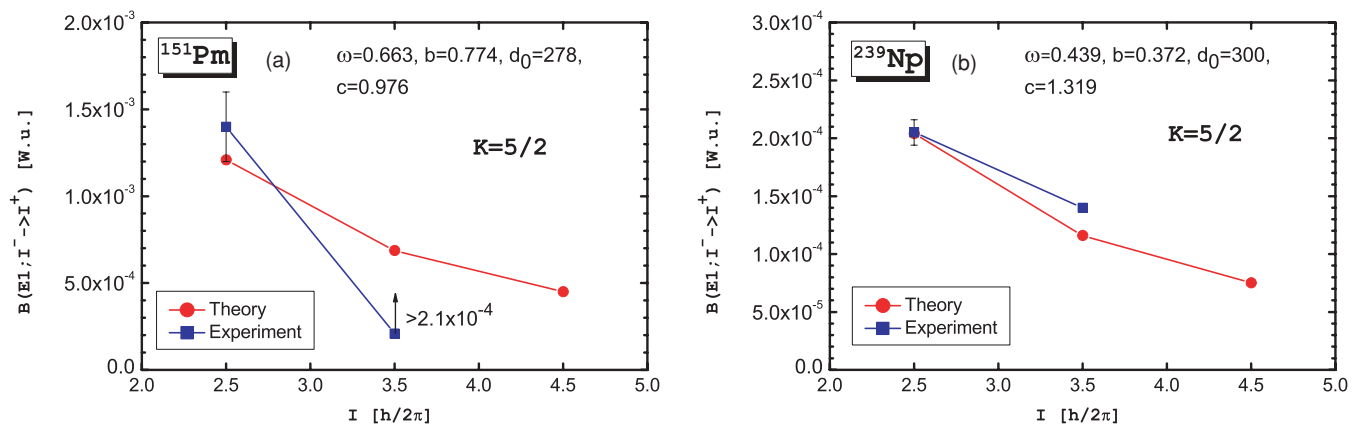 2.0x10⁻³
¹⁵¹Pm
(a)
ω=0.663, b=0.774, d₀=278,
c=0.976
1.5x10⁻³
K=5/2
1.0x10⁻³
B(E1;I⁻->I⁺) [W.u.]
5.0x10⁻⁴
Theory
Experiment
>2.1x10⁻⁴
0.0
2.0 2.5 3.0 3.5 4.0 4.5 5.0
I [h/2π]
3.0x10⁻⁴
²³⁹Np
(b)
ω=0.439, b=0.372, d₀=300,
c=1.319
2.5x10⁻⁴
K=5/2
2.0x10⁻⁴
1.5x10⁻⁴
B(E1;I⁻->I⁺) [W.u.]
1.0x10⁻⁴
5.0x10⁻⁵
Theory
Experiment
0.0
2.0 2.5 3.0 3.5 4.0 4.5 5.0
I [h/2π]